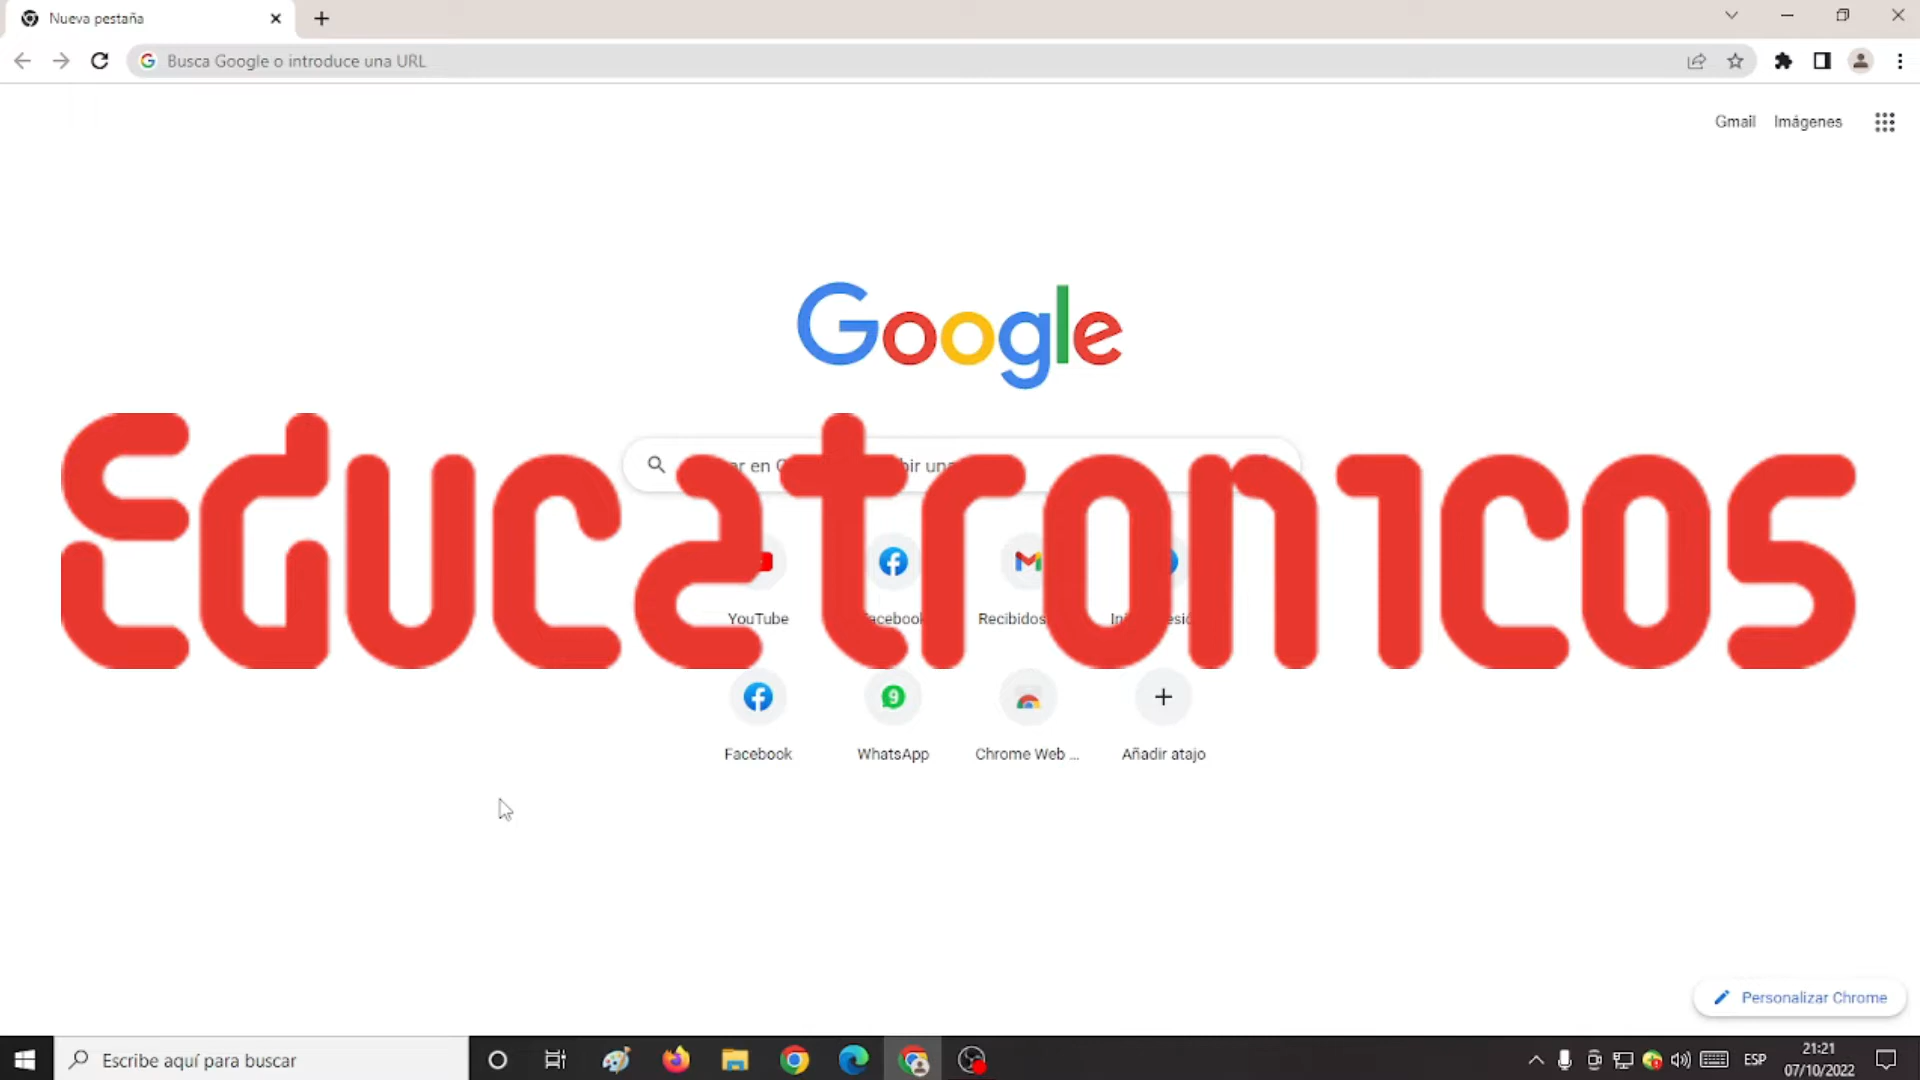 Nueva pestaña
Busca Google o introduce una URL
Gmail Imágenes
Google
Educatronicos
YouTube Facebook Recibidos
Facebook WhatsApp Chrome Web ... Añadir atajo
Personalizar Chrome
Escribe aquí para buscar
ESP
21:21
07/10/2022